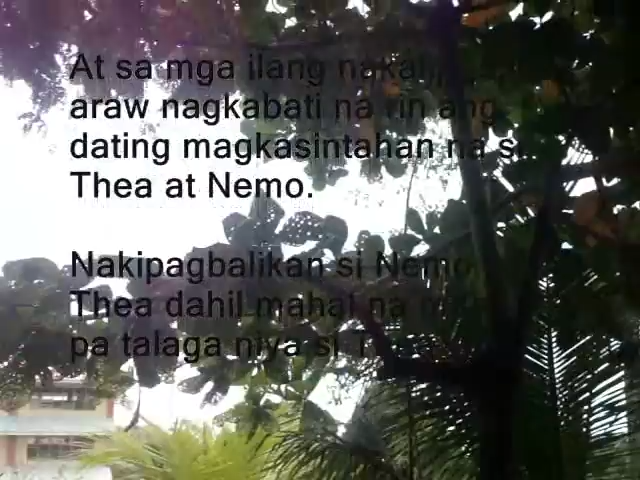 At sa mga ilang
araw nagkabati na rin ang
dating magkasintahan na si
Thea at Nemo.
Nakipagbalikan si Nemo
Thea dahil mahal na
pa talaga niya si